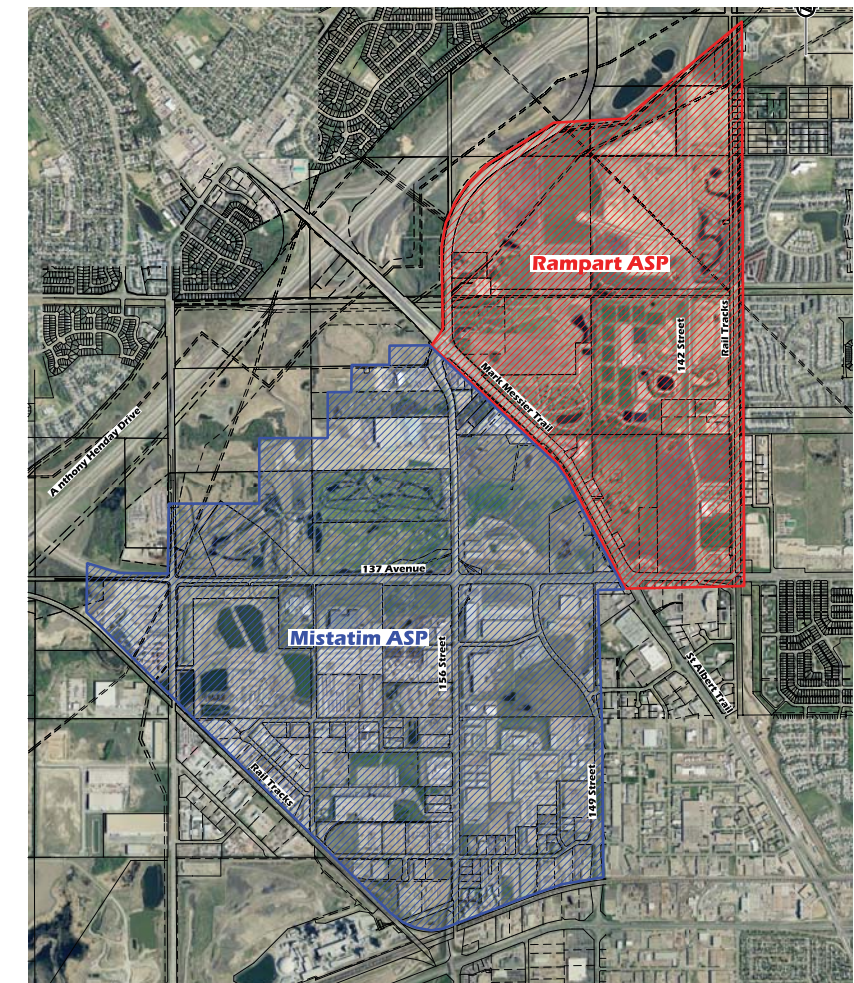 Rampart ASP
142 Street
Rail Tracks
Mark Messier Trail
Anthony Henday Drive
137 Avenue
Mistatim ASP
156 Street
St Albert Trail
149 Street
Rail Tracks